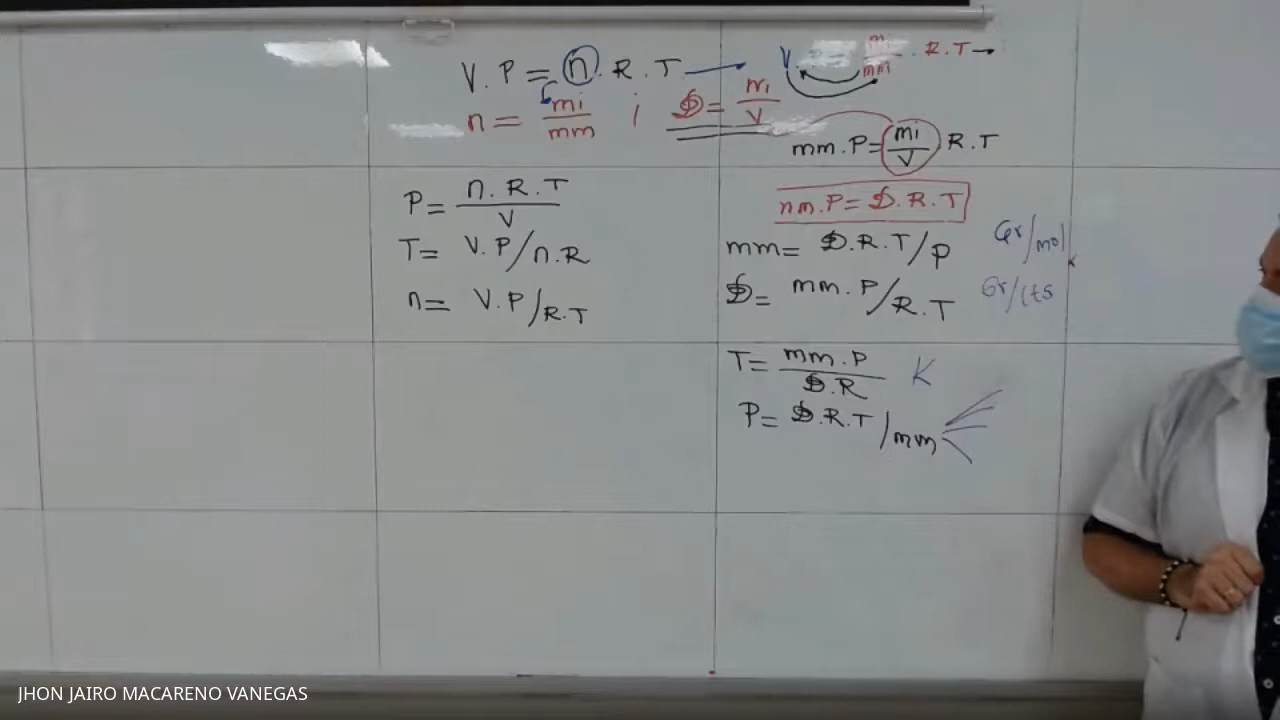 V.P = n.R.T →
n = mi/mm ; D = mi/V
V.P = mi/mm . R.T →
mm.P = mi/V R.T
mm.P = D.R.T
P = n.R.T/V
T = V.P/n.R
n = V.P/R.T
mm = D.R.T/P Gr/mol
D = mm.P/R.T Gr/lts
T = mm.P/D.R K
P = D.R.T/mm
JHON JAIRO MACARENO VANEGAS